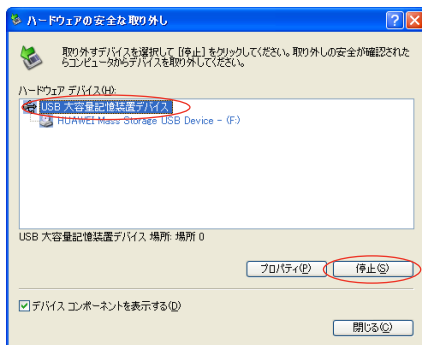 ハードウェアの安全な取り外し
取り外すデバイスを選択して [停止] をクリックしてください。取り外しの安全が確認された
らコンピュータからデバイスを取り外してください。
ハードウェア デバイス(H):
USB 大容量記憶装置デバイス
HUAWEI Mass Storage USB Device - (F:)
USB 大容量記憶装置デバイス 場所: 場所 0
プロパティ(P)
停止(S)
デバイス コンポーネントを表示する(D)
閉じる(C)